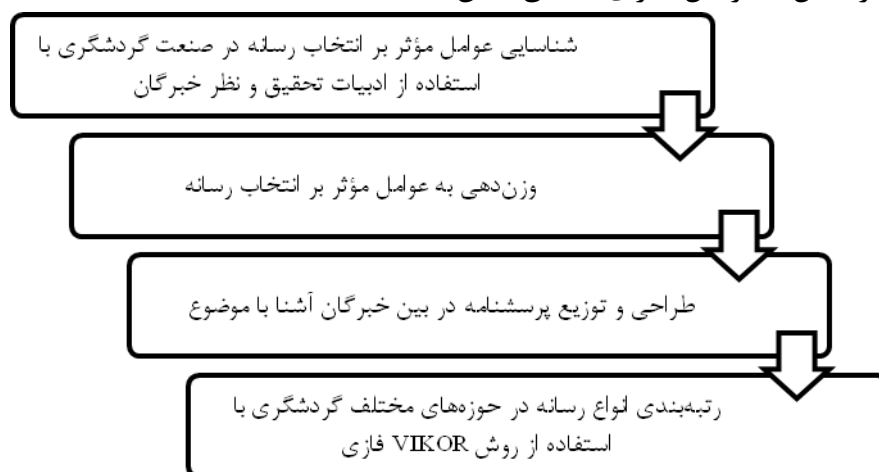 شناسایی عوامل مؤثر بر انتخاب رسانه در صنعت گردشگری با
استفاده از ادبیات تحقیق و نظر خبرگان
وزن‌دهی به عوامل مؤثر بر انتخاب رسانه
طراحی و توزیع پرسشنامه در بین خبرگان آشنا با موضوع
رتبه‌بندی انواع رسانه در حوزه‌های مختلف گردشگری با
استفاده از روش VIKOR فازی